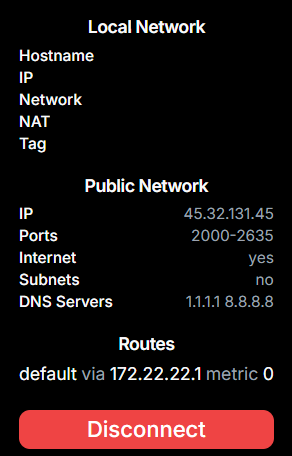 Local Network
Hostname
IP
Network
NAT
Tag
Public Network
IP 45.32.131.45
Ports 2000-2635
Internet yes
Subnets no
DNS Servers 1.1.1.1 8.8.8.8
Routes
default via 172.22.22.1 metric 0
Disconnect